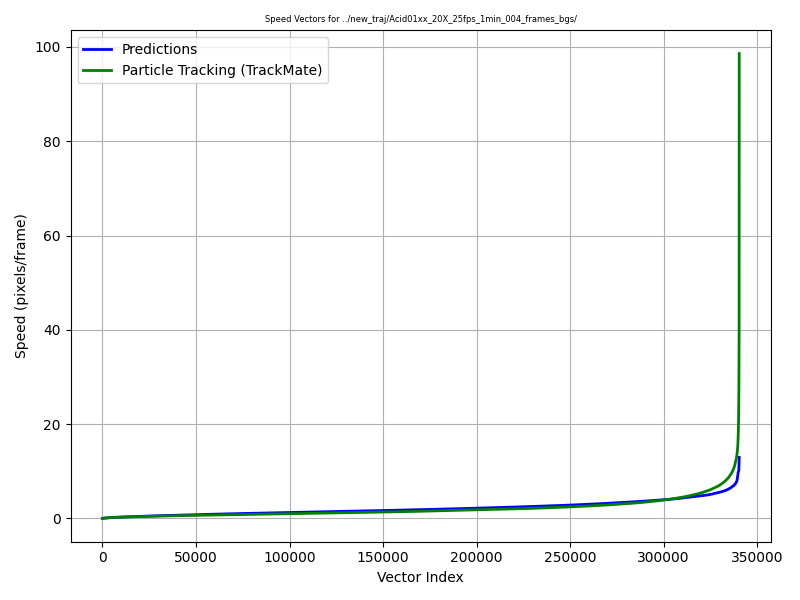 Speed Vectors for ../new_traj/Acid01xx_20X_25fps_1min_004_frames_bgs/
Predictions
Particle Tracking (TrackMate)
100
80
60
40
20
0
Speed (pixels/frame)
0 50000 100000 150000 200000 250000 300000 350000
Vector Index